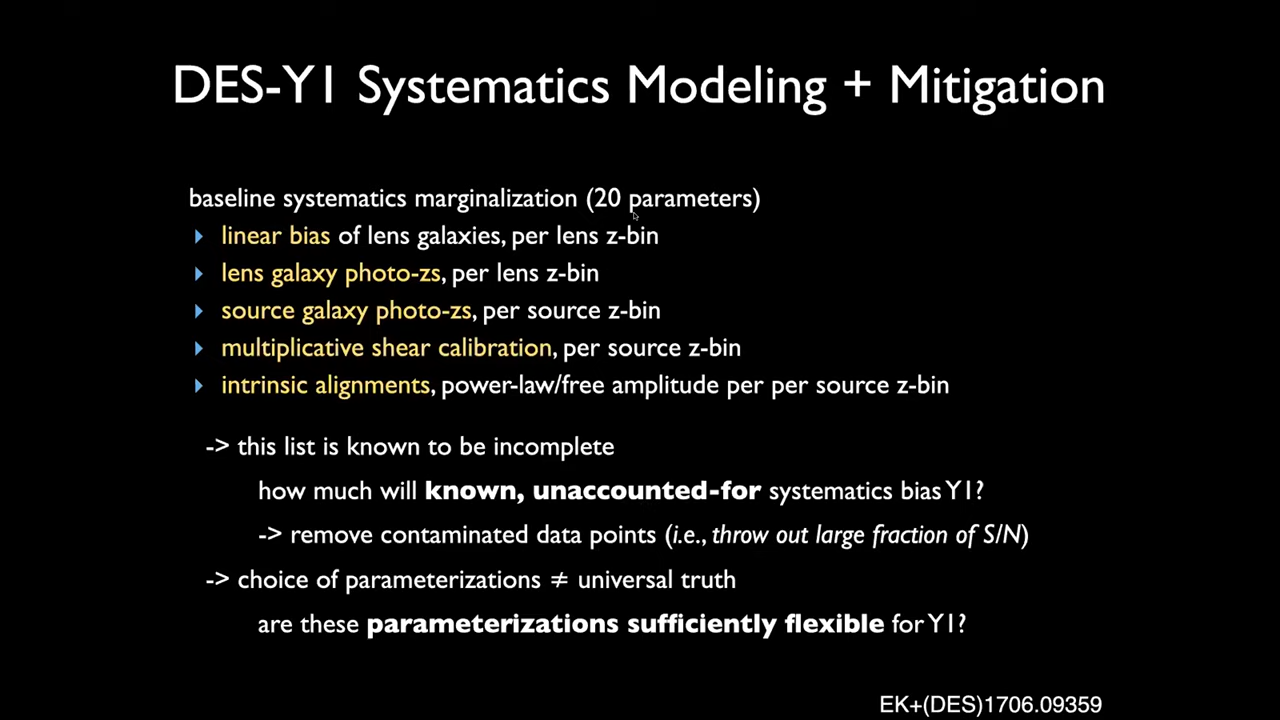 DES-Y1 Systematics Modeling + Mitigation
baseline systematics marginalization (20 parameters)
linear bias of lens galaxies, per lens z-bin
lens galaxy photo-zs, per lens z-bin
source galaxy photo-zs, per source z-bin
multiplicative shear calibration, per source z-bin
intrinsic alignments, power-law/free amplitude per per source z-bin
-> this list is known to be incomplete
how much will known, unaccounted-for systematics bias Y1?
-> remove contaminated data points (i.e., throw out large fraction of S/N)
-> choice of parameterizations ≠ universal truth
are these parameterizations sufficiently flexible for Y1?
EK+(DES)1706.09359